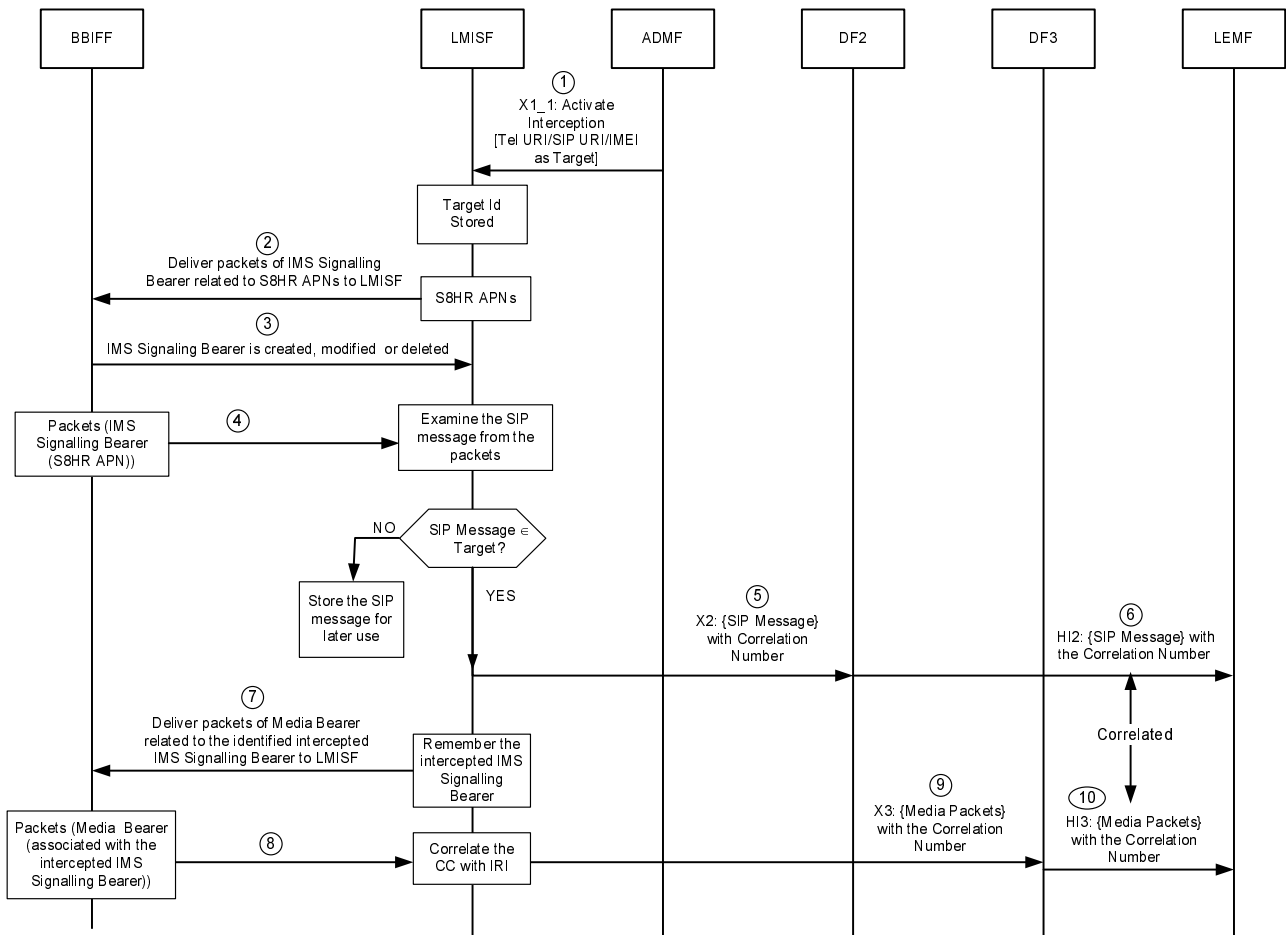 BBIFF
LMISF
ADMF
DF2
DF3
LEMF
1
X1_1: Activate
Interception
[Tel URI/SIP URI/IMEI
as Target]
Target Id
Stored
2
Deliver packets of IMS Signalling
Bearer related to S8HR APNs to LMISF
S8HR APNs
3
IMS Signaling Bearer is created, modified or deleted
Packets (IMS
Signalling Bearer
(S8HR APN))
4
Examine the SIP
message from the
packets
NO
SIP Message ∈
Target?
Store the SIP
message for
later use
YES
5
X2: {SIP Message}
with Correlation
Number
6
HI2: {SIP Message} with
the Correlation Number
7
Deliver packets of Media Bearer
related to the identified intercepted
IMS Signalling Bearer to LMISF
Remember the
intercepted IMS
Signalling
Bearer
Correlated
9
X3: {Media Packets}
with the Correlation
Number
10
HI3: {Media Packets}
with the Correlation
Number
Packets (Media Bearer
(associated with the
intercepted IMS
Signalling Bearer))
8
Correlate the
CC with IRI